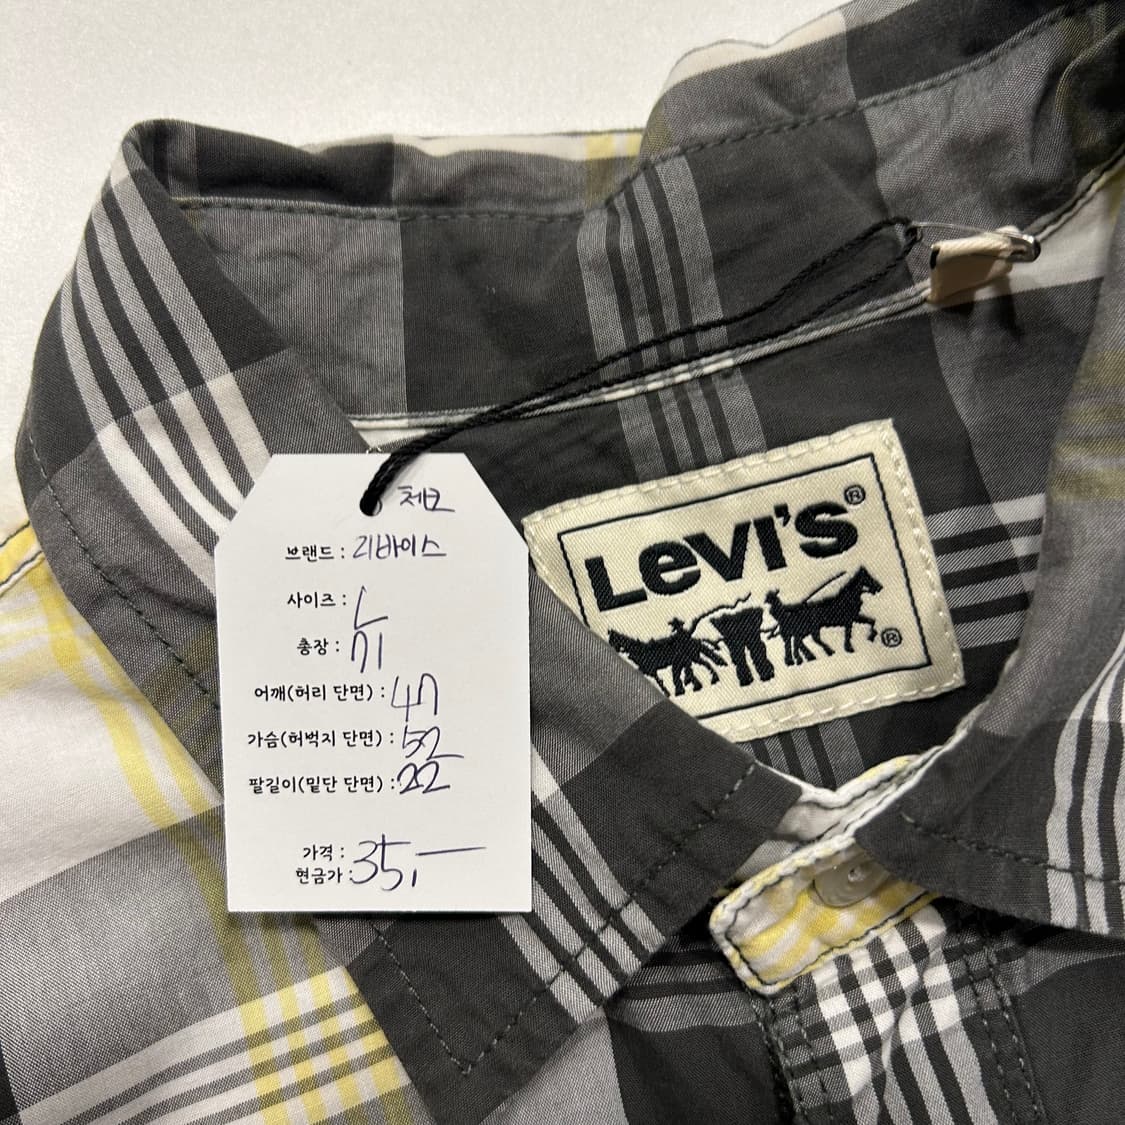 체크
브랜드 : 리바이스
사이즈 : L
총장 : 71
어깨(허리 단면) : 47
가슴(허벅지 단면) : 52
팔길이(밑단 단면) : 22
가격 :
현금가 : 35,—
Levi's®
®